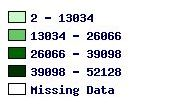 2 - 13034
13034 - 26066
26066 - 39098
39098 - 52128
Missing Data